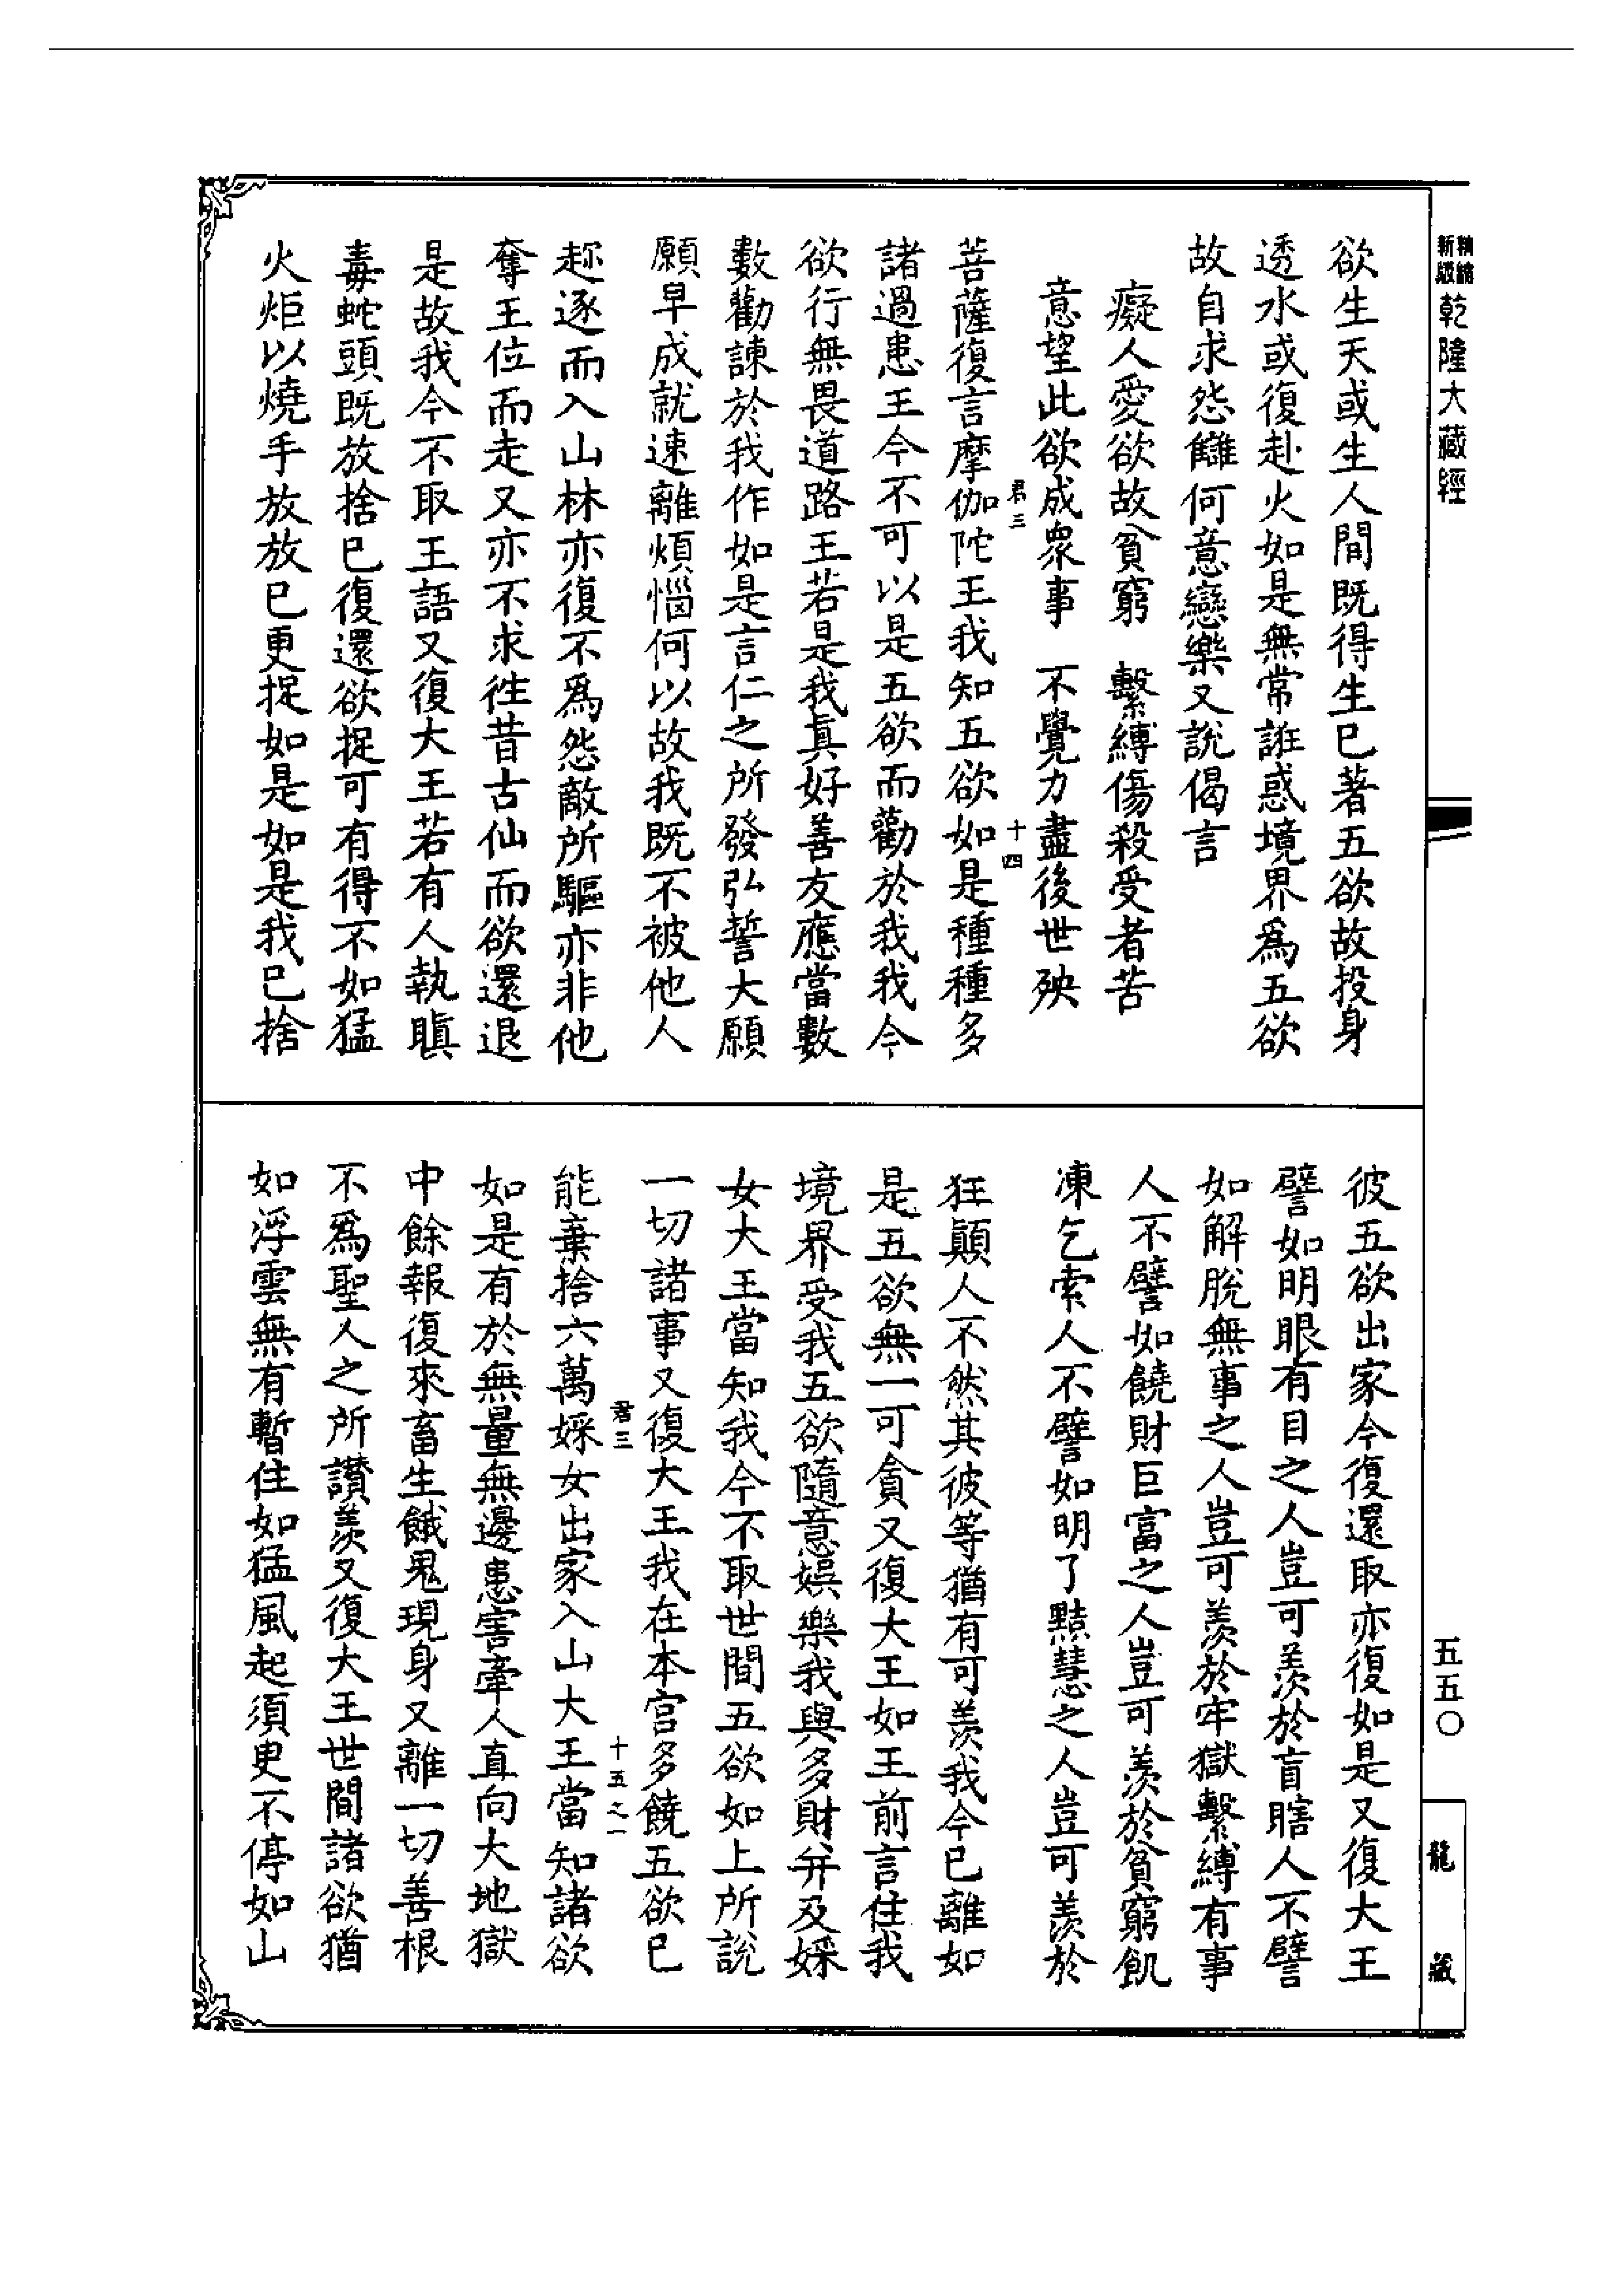 精縮新版乾隆大藏經
欲生天或生人間既得生已著五欲故投身
透水或復赴火如是無常誑惑境界為五欲
故自求怨讎何意戀樂又說偈言
癡人愛欲故貧窮　繫縛傷殺受者苦
意望此欲成衆事　不覺力盡後世殃
君三　十四
菩薩復言摩伽陀王我知五欲如是種種多
諸過患王今不可以是五欲而勸於我我今
欲行無畏道路王若是我真好善友應當數
數勸諫於我作如是言仁之所發弘誓大願
願早成就速離煩惱何以故我既不被他人
趂逐而入山林亦復不爲怨敵所驅亦非他
奪王位而走又亦不求徃昔古仙而欲還退
是故我今不取王語又復大王若有人執瞋
毒蛇頭既放捨已復還欲捉可有得不如猛
火炬以燒手放放已更捉如是如是我已捨
彼五欲出家今復還取亦復如是又復大王
譬如明眼有目之人豈可羨於盲瞎人不譬
如解脫無事之人豈可羨於牢獄繫縛有事
人不譬如饒財巨富之人豈可羨於貧窮飢
凍乞索人不譬如明了黠慧之人豈可羨於
狂顛人不然其彼等猶有可羨我今已離如
是五欲無一可貪又復大王如王前言住我
境界受我五欲隨意娛樂我與多財并及婇
女大王當知我今不取世間五欲如上所說
一切諸事又復大王我在本宮多饒五欲已
君三　十五之一
能棄捨六萬婇女出家入山大王當知諸欲
如是有於無量無邊患害牽人直向大地獄
中餘報復來畜生餓鬼現身又離一切善根
不爲聖人之所讚羨又復大王世間諸欲猶
如浮雲無有暫住如猛風起須臾不停如山
五五〇
龍藏